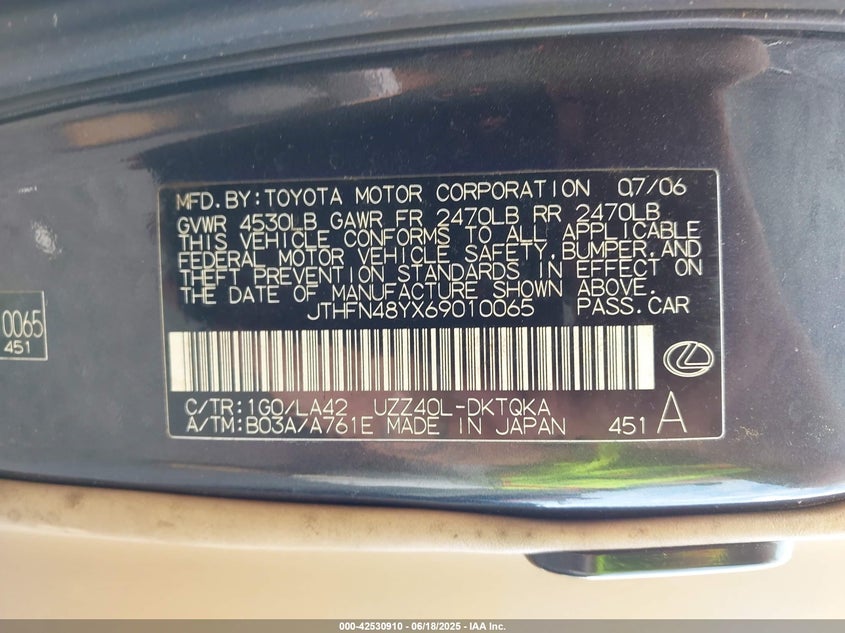 MFD. BY: TOYOTA MOTOR CORPORATION 07/06
GVWR 4530LB GAWR FR 2470LB RR 2470LB
THIS VEHICLE CONFORMS TO ALL APPLICABLE
FEDERAL MOTOR VEHICLE SAFETY, BUMPER, AND
THEFT PREVENTION STANDARDS IN EFFECT ON
THE DATE OF MANUFACTURE SHOWN ABOVE.
JTHFN48YX69010065 PASS. CAR
C/TR: 1G0/LA42 UZZ40L-DKTQKA
A/TM: B03A/A761E MADE IN JAPAN 451 A
0065
451
000-42530910 - 06/18/2025 - IAA Inc.